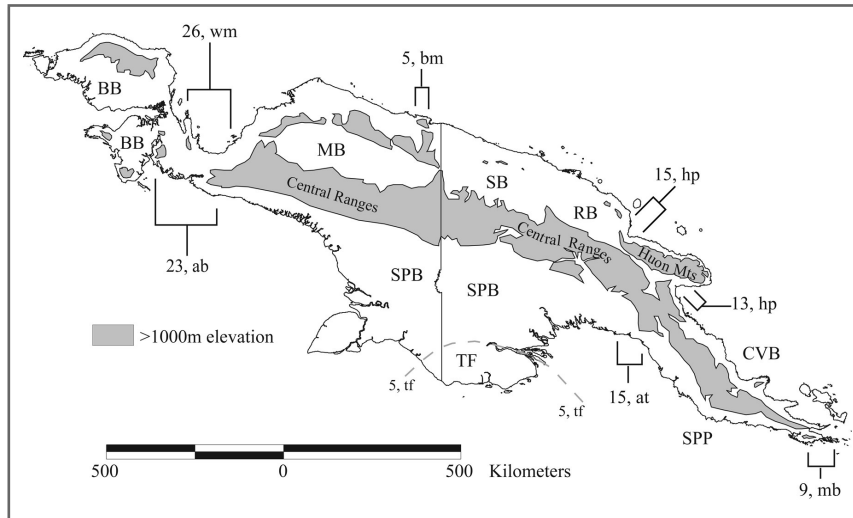 26, wm
5, bm
BB
BB
MB
15, hp
SB
RB
Central Ranges
Central Ranges
Huon Mts
23, ab
SPB
SPB
13, hp
>1000m elevation
CVB
TF
5, tf
5, tf
15, at
SPP
500 0 500 Kilometers
9, mb